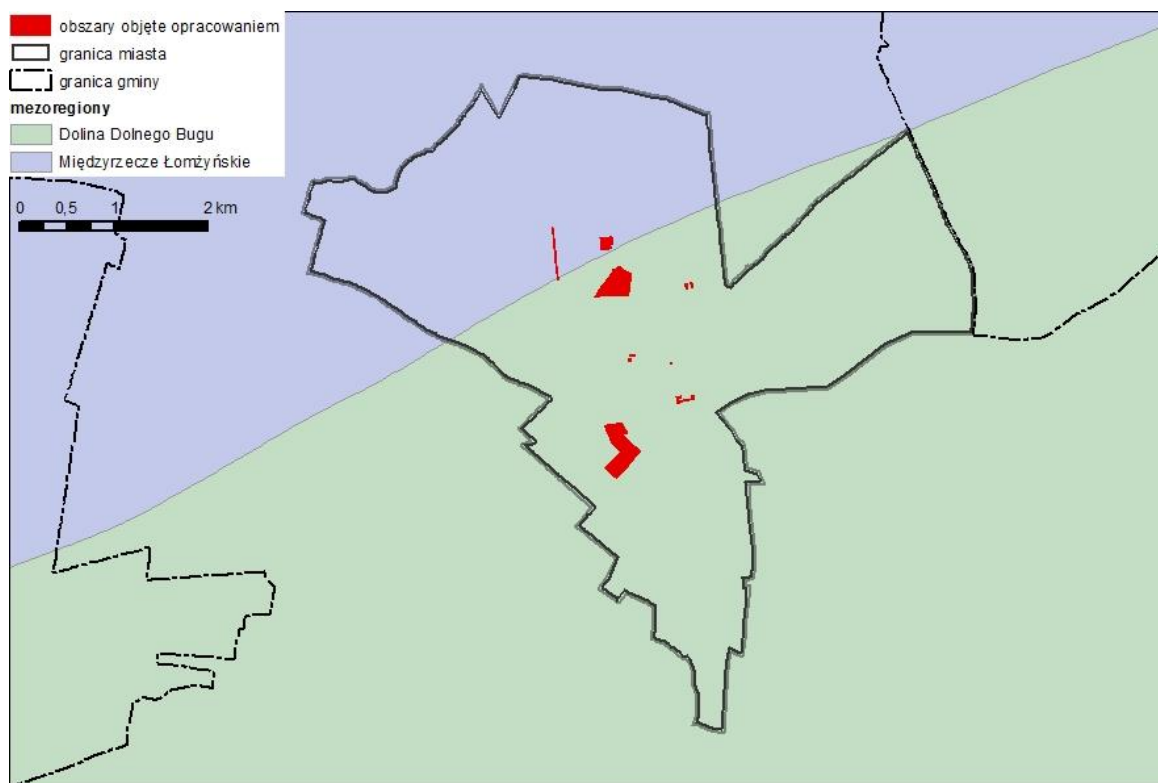 obszary objęte opracowaniem
granica miasta
granica gminy
mezoregiony
Dolina Dolnego Bugu
Międzyrzecze Łomżyńskie
0 0,5 1 2 km